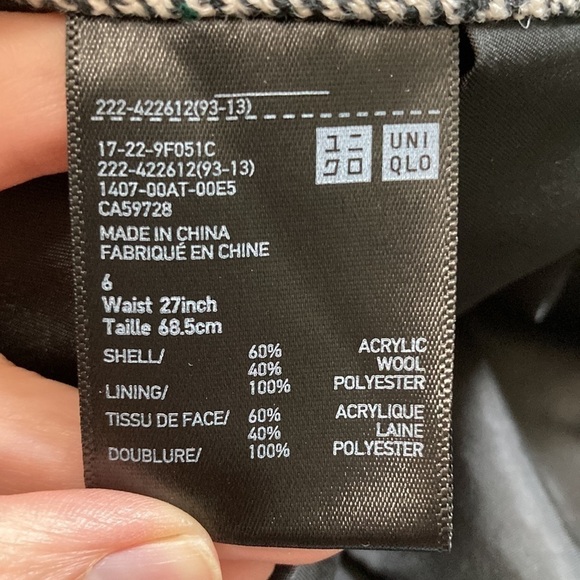 222-422612(93-13)
ユニ
クロ
UNI
QLO
17-22-9F051C
222-422612(93-13)
1407-00AT-00E5
CA59728
MADE IN CHINA
FABRIQUÉ EN CHINE
6
Waist 27inch
Taille 68.5cm
SHELL/ 60% ACRYLIC
40% WOOL
LINING/ 100% POLYESTER
TISSU DE FACE/ 60% ACRYLIQUE
40% LAINE
DOUBLURE/ 100% POLYESTER